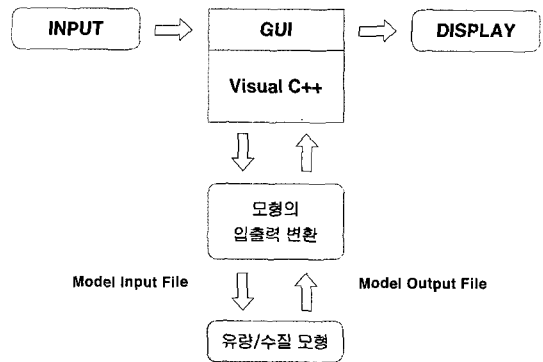 INPUT
GUI
DISPLAY
Visual C++
모형의
입출력 변환
Model Input File
Model Output File
유량/수질 모형